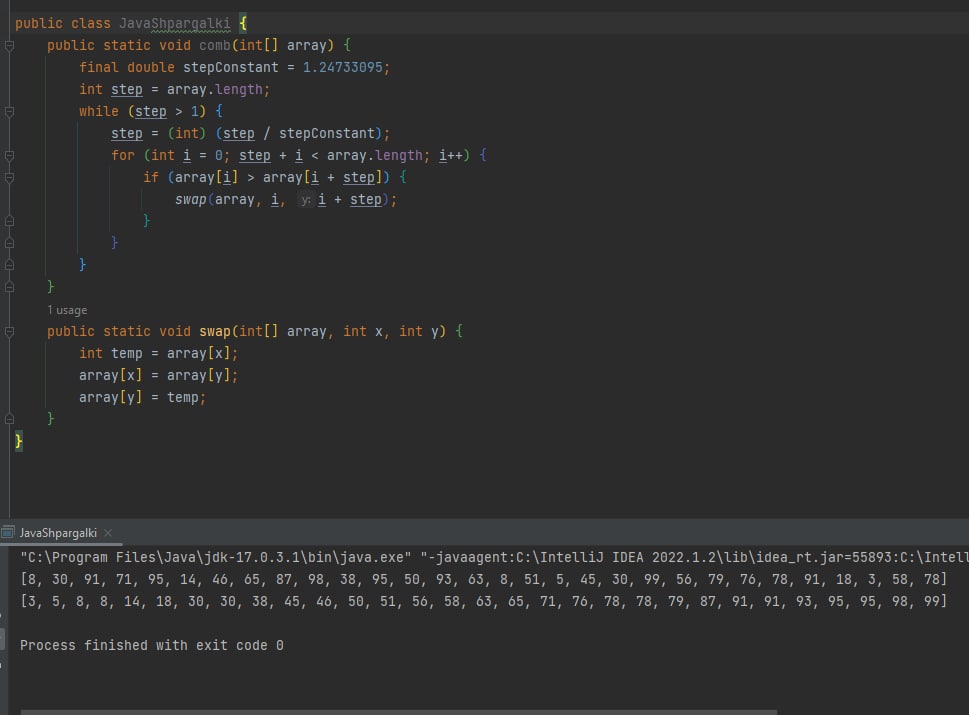 public class JavaShpargalki {
public static void comb(int[] array) {
final double stepConstant = 1.24733095;
int step = array.length;
while (step > 1) {
step = (int) (step / stepConstant);
for (int i = 0; step + i < array.length; i++) {
if (array[i] > array[i + step]) {
swap(array, i, y: i + step);
}
}
}
}
1 usage
public static void swap(int[] array, int x, int y) {
int temp = array[x];
array[x] = array[y];
array[y] = temp;
}
}
JavaShpargalki ×
"C:\Program Files\Java\jdk-17.0.3.1\bin\java.exe" "-javaagent:C:\IntelliJ IDEA 2022.1.2\lib\idea_rt.jar=55893:C:\Intell
[8, 30, 91, 71, 95, 14, 46, 65, 87, 98, 38, 95, 50, 93, 63, 8, 51, 5, 45, 30, 99, 56, 79, 76, 78, 91, 18, 3, 58, 78]
[3, 5, 8, 8, 14, 18, 30, 30, 38, 45, 46, 50, 51, 56, 58, 63, 65, 71, 76, 78, 78, 79, 87, 91, 91, 93, 95, 95, 98, 99]
Process finished with exit code 0